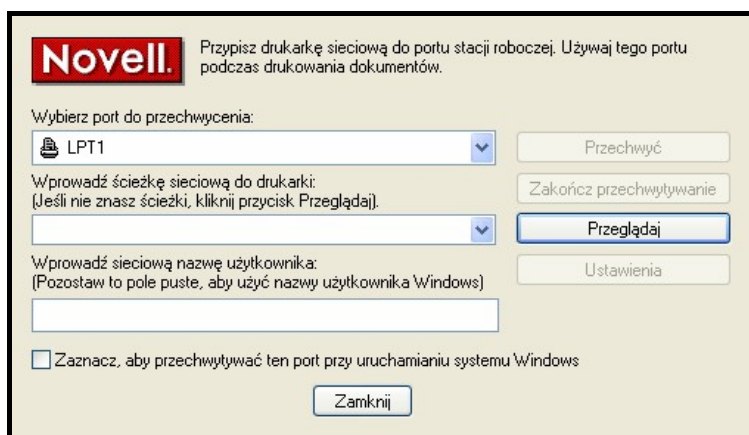 Novell.
Przypisz drukarkę sieciową do portu stacji roboczej. Używaj tego portu
podczas drukowania dokumentów.
Wybierz port do przechwycenia:
LPT1
Przechwyć
Wprowadź ścieżkę sieciową do drukarki:
(Jeśli nie znasz ścieżki, kliknij przycisk Przeglądaj).
Zakończ przechwytywanie
Przeglądaj
Wprowadź sieciową nazwę użytkownika:
(Pozostaw to pole puste, aby użyć nazwy użytkownika Windows)
Ustawienia
Zaznacz, aby przechwytywać ten port przy uruchamianiu systemu Windows
Zamknij